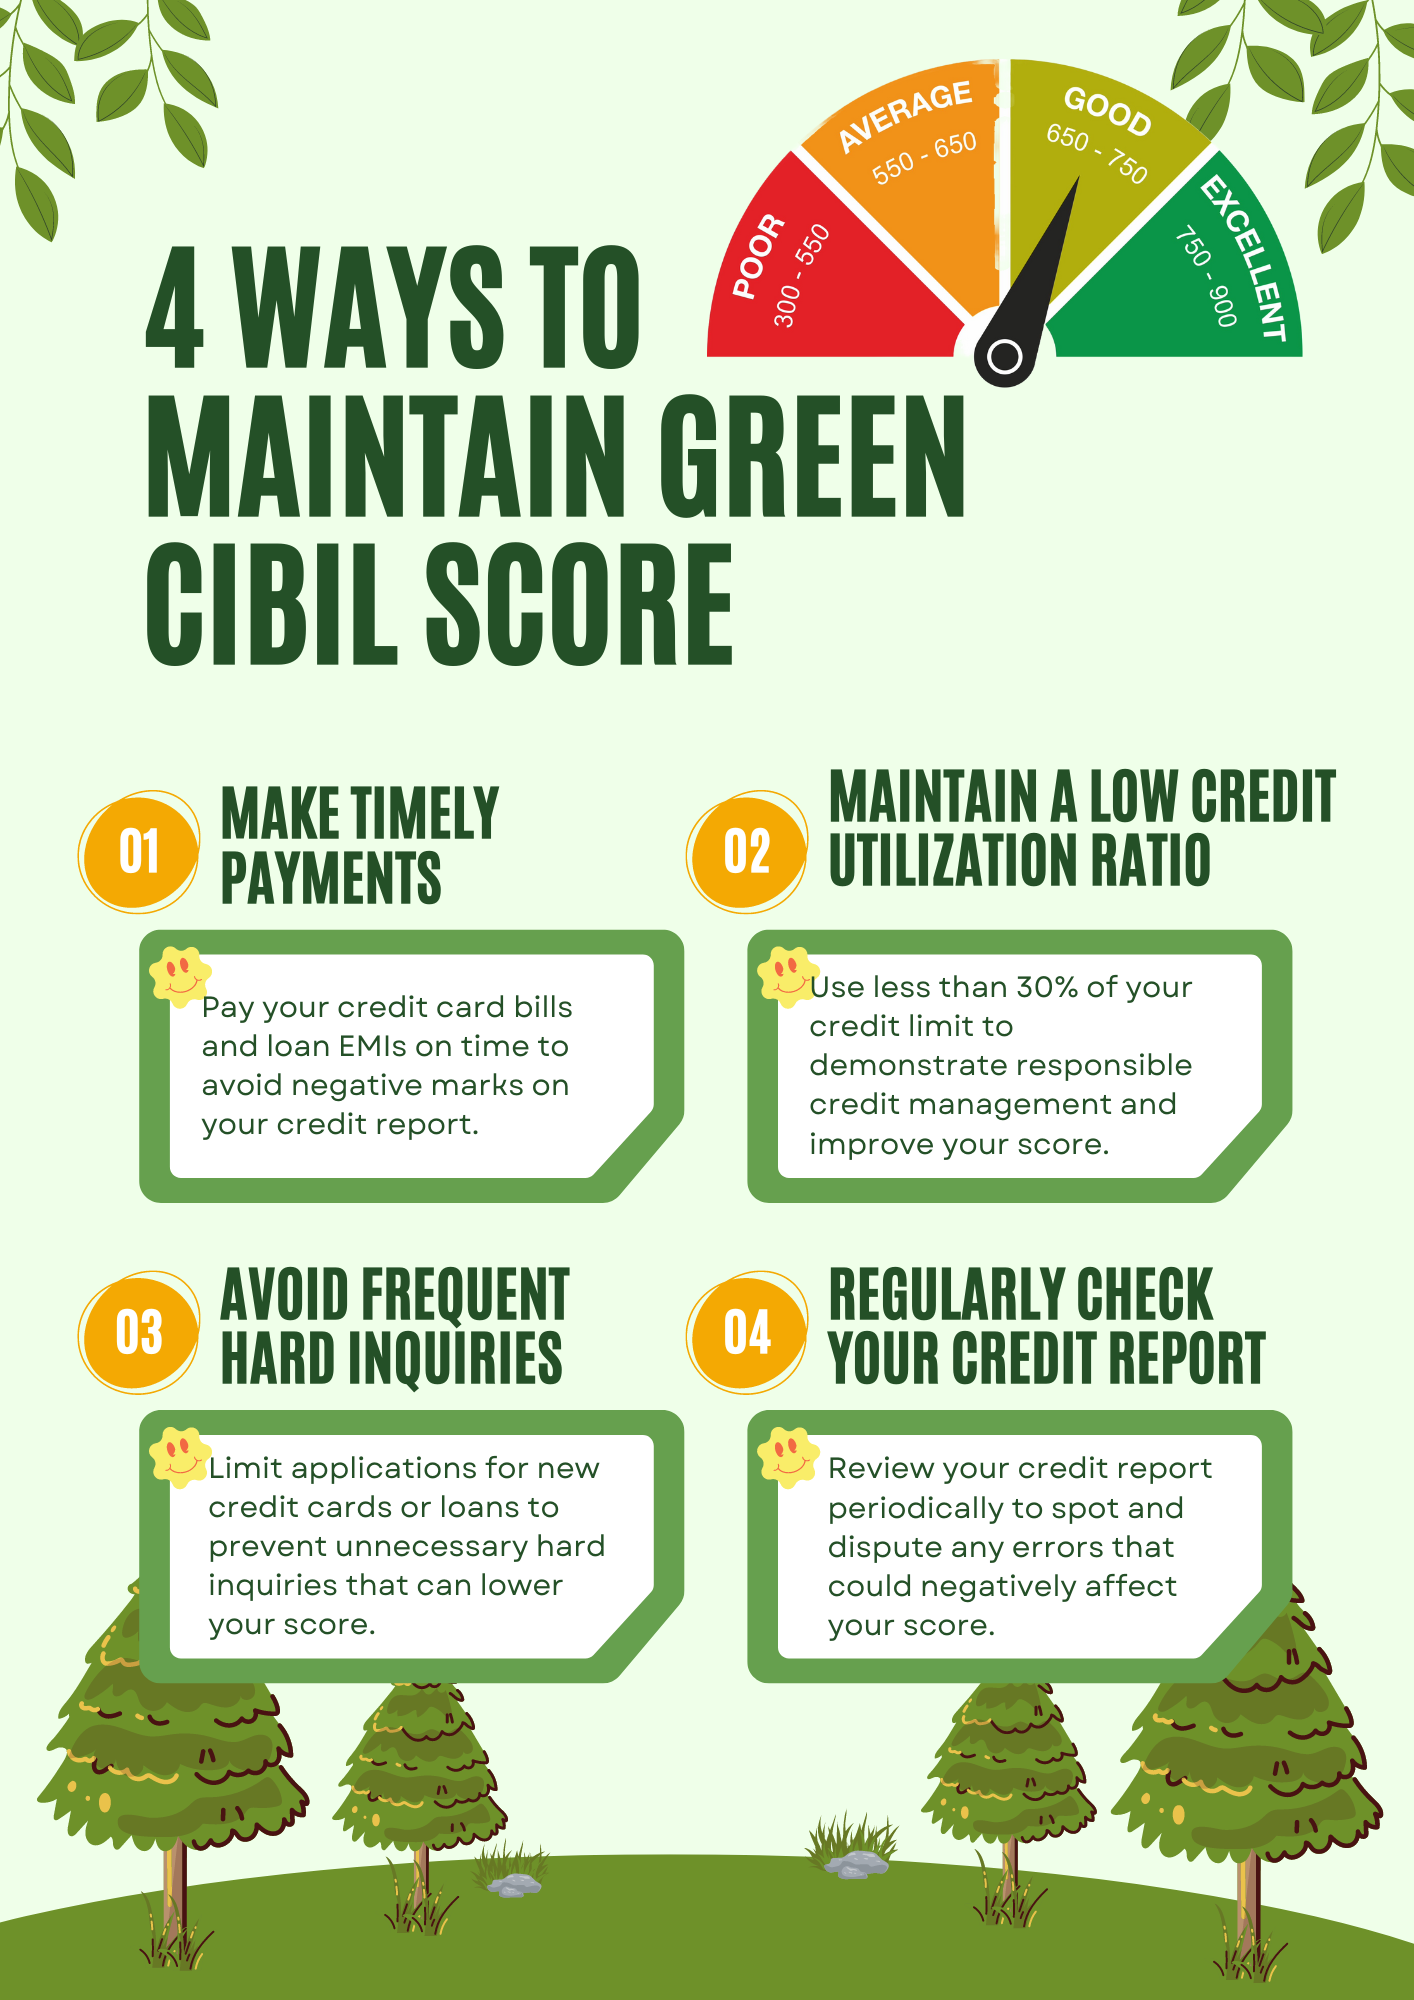 POOR
300 - 550
AVERAGE
550 - 650
GOOD
650 - 750
EXCELLENT
750 - 900
4 WAYS TO
MAINTAIN GREEN
CIBIL SCORE
01
MAKE TIMELY
PAYMENTS
Pay your credit card bills
and loan EMIs on time to
avoid negative marks on
your credit report.
02
MAINTAIN A LOW CREDIT
UTILIZATION RATIO
Use less than 30% of your
credit limit to
demonstrate responsible
credit management and
improve your score.
03
AVOID FREQUENT
HARD INQUIRIES
Limit applications for new
credit cards or loans to
prevent unnecessary hard
inquiries that can lower
your score.
04
REGULARLY CHECK
YOUR CREDIT REPORT
Review your credit report
periodically to spot and
dispute any errors that
could negatively affect
your score.